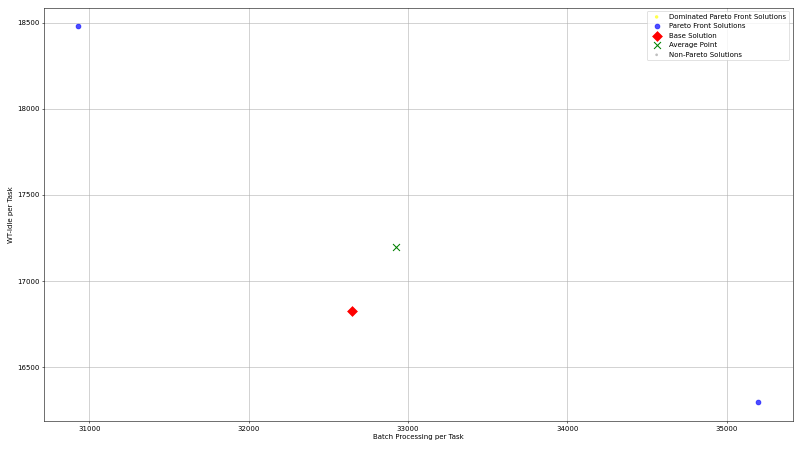 Dominated Pareto Front Solutions
Pareto Front Solutions
Base Solution
Average Point
Non-Pareto Solutions
18500
18000
17500
17000
16500
WT-Idle per Task
31000
32000
33000
34000
35000
Batch Processing per Task